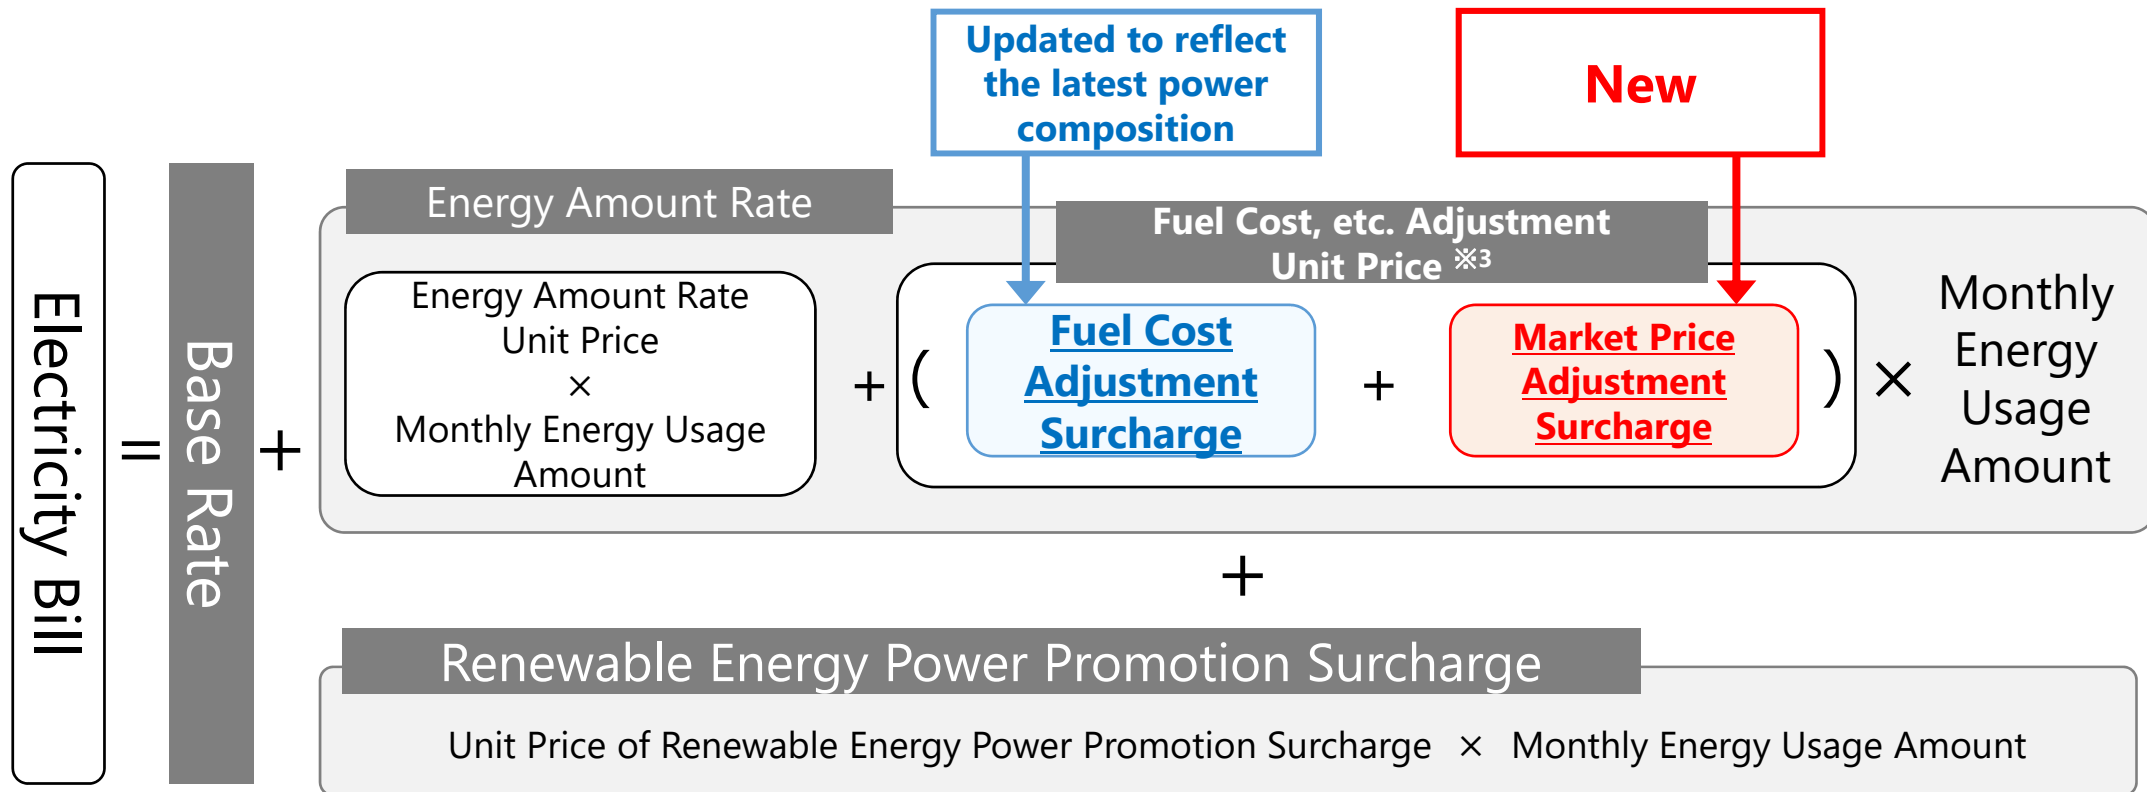 Updated to reflect
the latest power
composition
New
Energy Amount Rate
Fuel Cost, etc. Adjustment
Unit Price ※3
Electricity Bill
=
Base Rate
+
Energy Amount Rate
Unit Price
×
Monthly Energy Usage
Amount
+
(
Fuel Cost
Adjustment
Surcharge
+
Market Price
Adjustment
Surcharge
)
×
Monthly
Energy
Usage
Amount
+
Renewable Energy Power Promotion Surcharge
Unit Price of Renewable Energy Power Promotion Surcharge × Monthly Energy Usage Amount